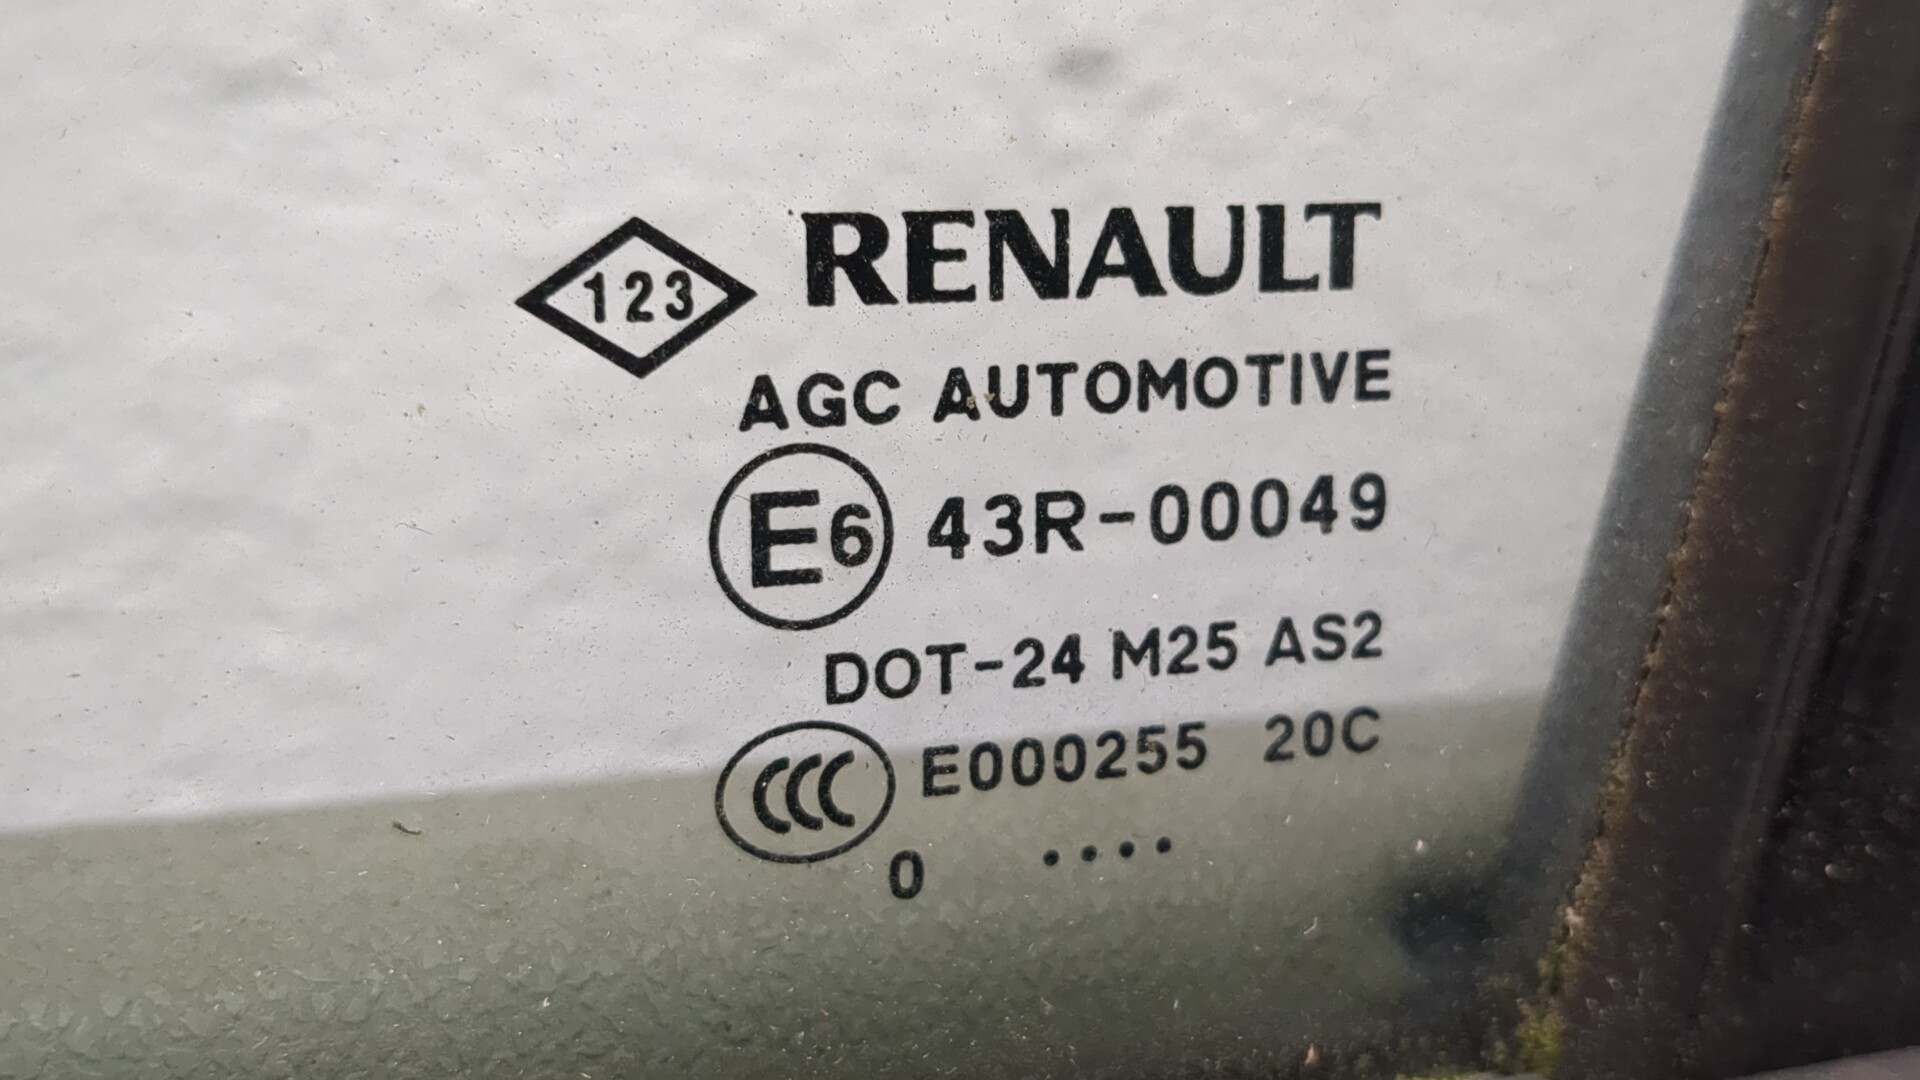 123 RENAULT
AGC AUTOMOTIVE
E6 43R-00049
DOT-24 M25 AS2
CCC E000255 20C
0 ....